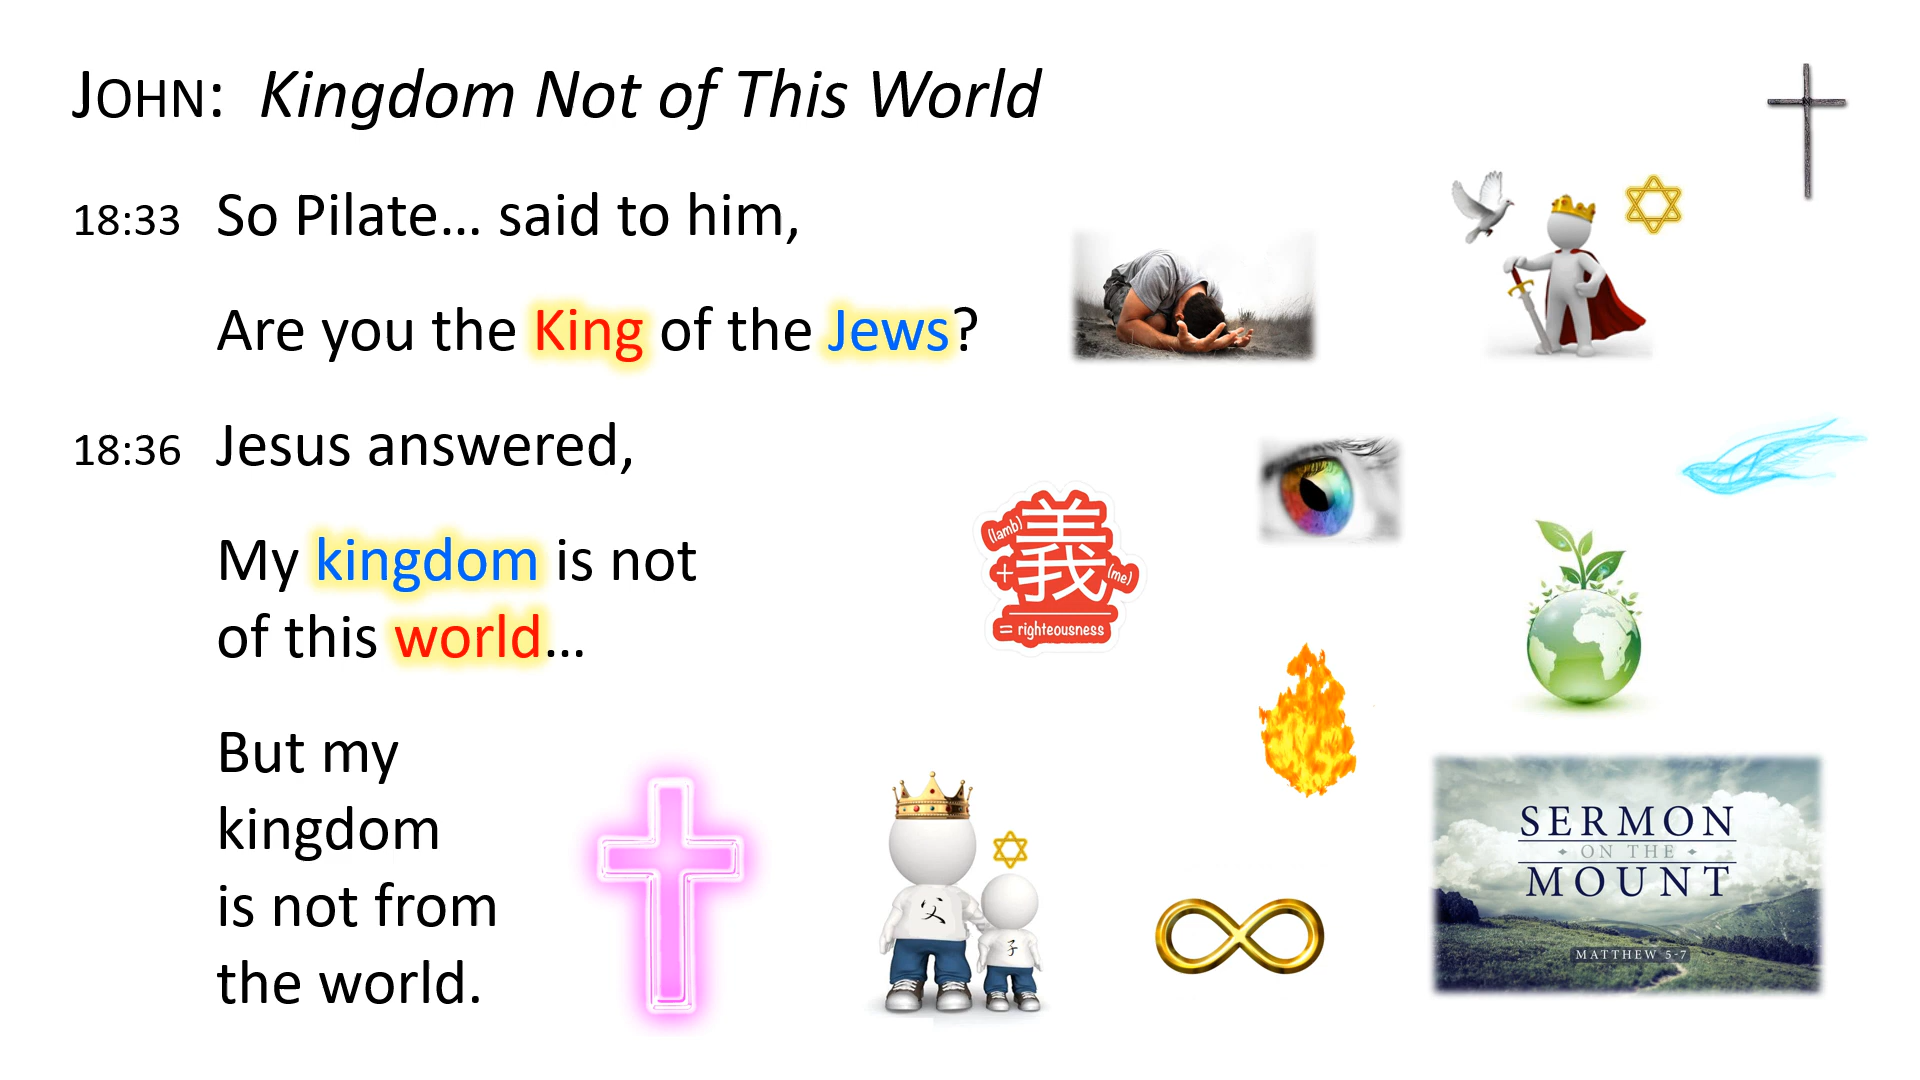 JOHN: Kingdom Not of This World
18:33 So Pilate... said to him,
Are you the King of the Jews?
18:36 Jesus answered,
My kingdom is not
of this world...
But my
kingdom
is not from
the world.
(lamb)
義
+
(me)
= righteousness
父
子
SERMON
ON THE
MOUNT
MATTHEW 5-7